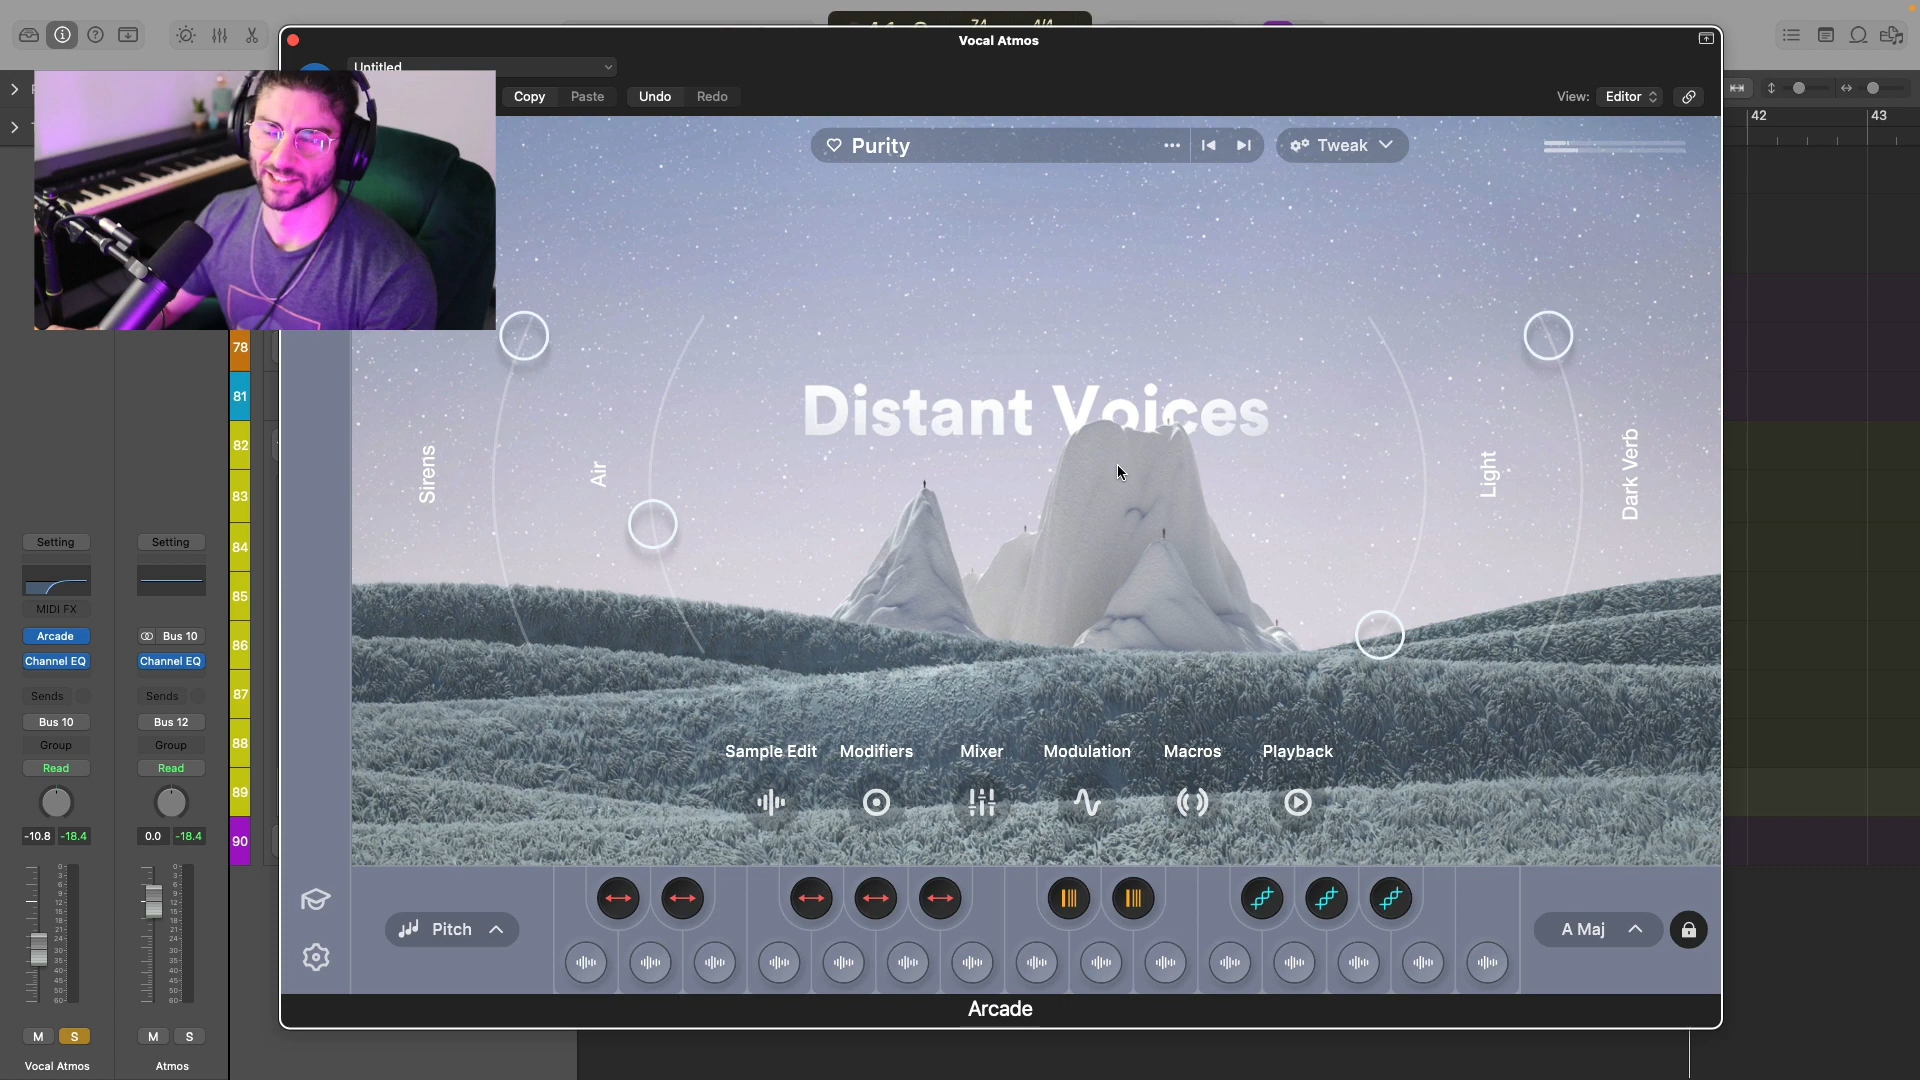 74
4/4
Vocal Atmos
Untitled
Copy
Paste
Undo
Redo
View:
Editor
42
43
Purity
Tweak
Distant Voices
Sirens
Air
Light
Dark Verb
78
81
82
83
84
85
86
87
88
89
90
Setting
Setting
MIDI FX
Arcade
Bus 10
Channel EQ
Channel EQ
Sends
Sends
Bus 10
Bus 12
Group
Group
Read
Read
-10.8 -18.4
0.0 -18.4
Sample Edit
Modifiers
Mixer
Modulation
Macros
Playback
Pitch
A Maj
Arcade
M S
M S
Vocal Atmos
Atmos